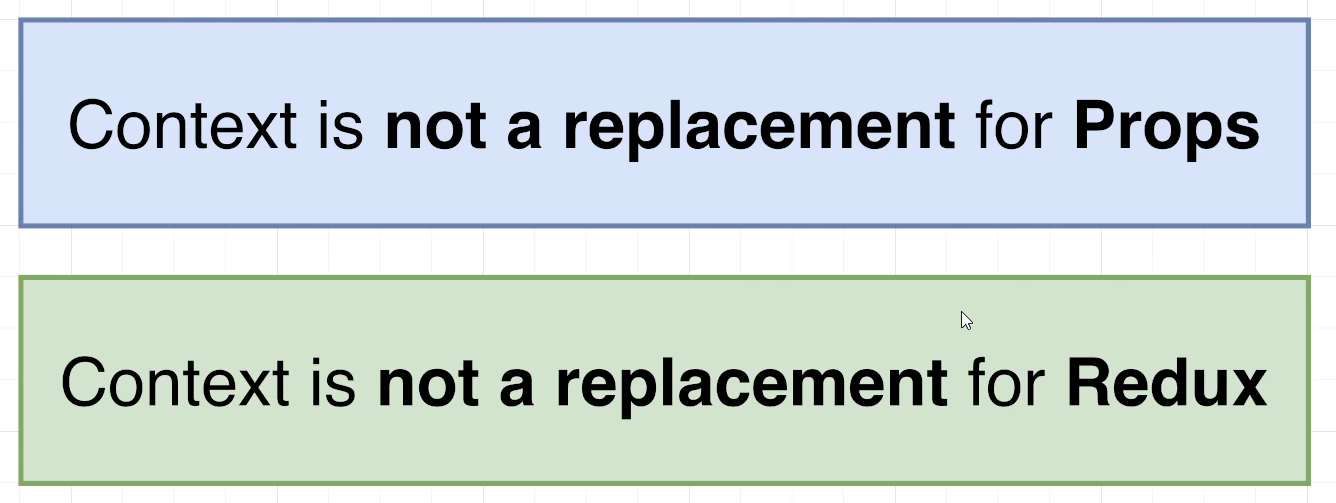 Context is not a replacement for Props
Context is not a replacement for Redux